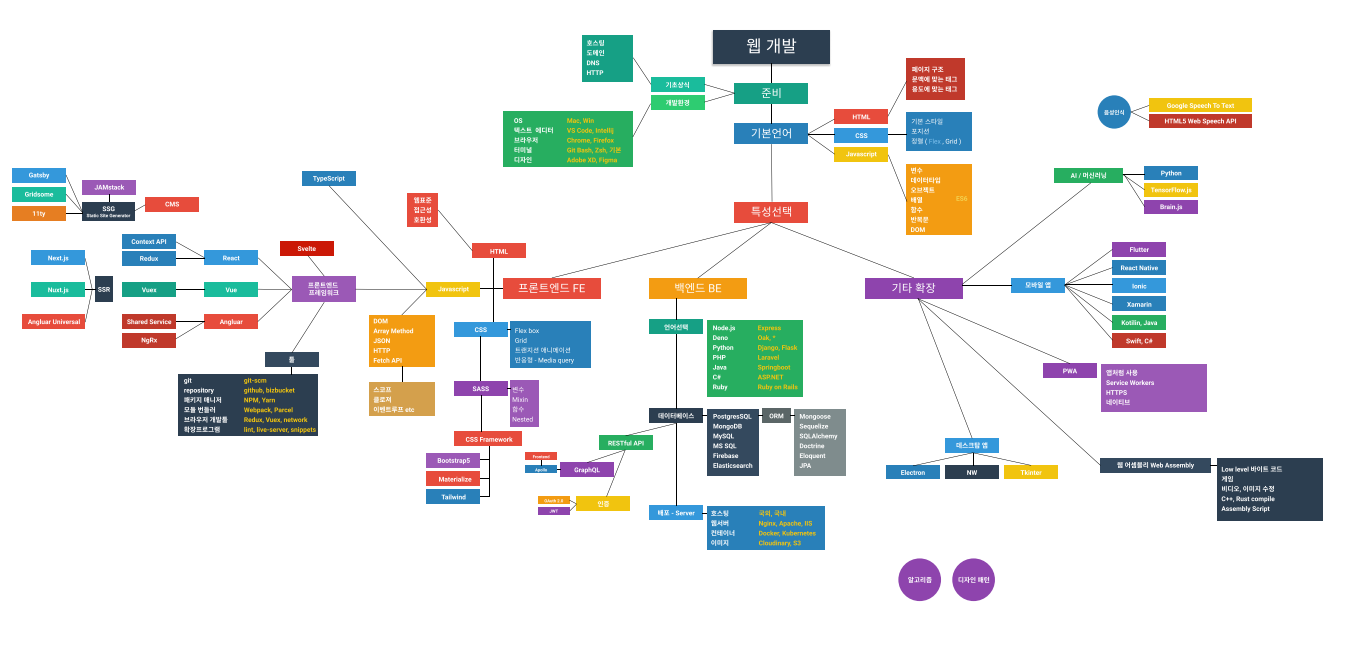 웹 개발
준비
기초상식
호스팅
도메인
DNS
HTTP
개발환경
OS Mac, Win
텍스트 에디터 VS Code, Intellij
브라우저 Chrome, Firefox
터미널 Git Bash, Zsh, 기본
디자인 Adobe XD, Figma
기본언어
HTML
페이지 구조
문맥에 맞는 태그
용도에 맞는 태그
CSS
기본 스타일
포지션
정렬 ( Flex , Grid )
Javascript
변수
데이터타입
오브젝트
배열
함수
반복문
DOM
ES6
음성인식
Google Speech To Text
HTML5 Web Speech API
특성선택
프론트엔드 FE
HTML
웹표준
접근성
호환성
Javascript
TypeScript
DOM
Array Method
JSON
HTTP
Fetch API
스코프
클로저
이벤트루프 etc
CSS
Flex box
Grid
트랜지션 애니메이션
반응형 - Media query
SASS
변수
Mixin
함수
Nested
CSS Framework
Bootstrap5
Materialize
Tailwind
프론트엔드
프레임워크
Svelte
React
Context API
Redux
Vue
Vuex
Angluar
Shared Service
NgRx
SSR
Next.js
Nuxt.js
Angluar Universal
Gatsby
Gridsome
11ty
JAMstack
SSG
Static Site Generator
CMS
툴
git git-scm
repository github, bizbucket
패키지 매니저 NPM, Yarn
모듈 번들러 Webpack, Parcel
브라우저 개발툴 Redux, Vuex, network
확장프로그램 lint, live-server, snippets
백엔드 BE
언어선택
Node.js Express
Deno Oak, *
Python Django, Flask
PHP Laravel
Java Springboot
C# ASP.NET
Ruby Ruby on Rails
데이터베이스
PostgresSQL
MongoDB
MySQL
MS SQL
Firebase
Elasticsearch
ORM
Mongoose
Sequelize
SQLAlchemy
Doctrine
Eloquent
JPA
RESTful API
GraphQL
Frontend
Apollo
인증
OAuth 2.0
JWT
배포 - Server
호스팅 국외, 국내
웹서버 Nginx, Apache, IIS
컨테이너 Docker, Kubernetes
이미지 Cloudinary, S3
기타 확장
AI / 머신러닝
Python
TensorFlow.js
Brain.js
모바일 앱
Flutter
React Native
Ionic
Xamarin
Kotilin, Java
Swift, C#
PWA
앱처럼 사용
Service Workers
HTTPS
네이티브
데스크탑 앱
Electron
NW
Tkinter
웹 어셈블리 Web Assembly
Low level 바이트 코드
게임
비디오, 이미지 수정
C++, Rust compile
Assembly Script
알고리즘
디자인 패턴